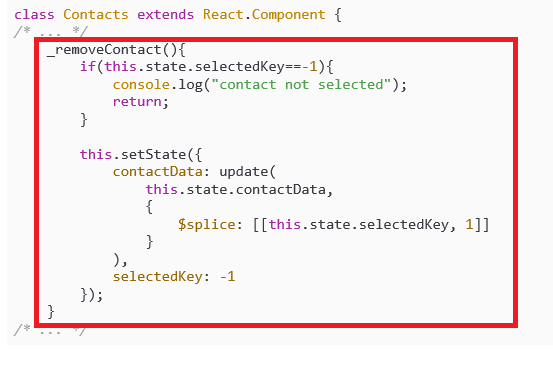 class Contacts extends React.Component {
/* ... */
_removeContact(){
if(this.state.selectedKey==-1){
console.log("contact not selected");
return;
}
this.setState({
contactData: update(
this.state.contactData,
{
$splice: [[this.state.selectedKey, 1]]
}
),
selectedKey: -1
});
}
/* ... */